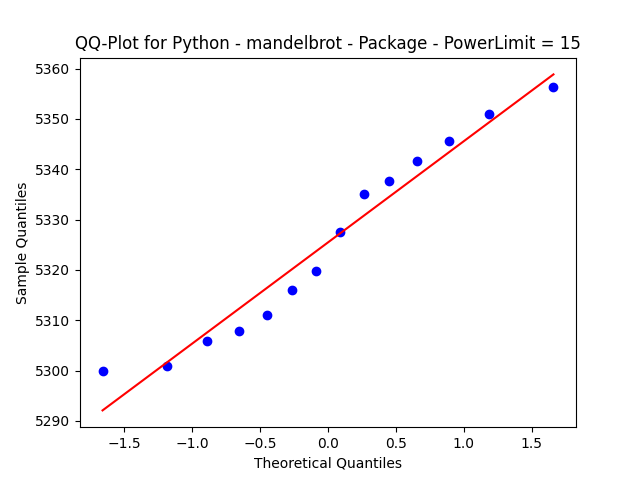 QQ-Plot for Python - mandelbrot - Package - PowerLimit = 15
5360
5350
5340
5330
5320
5310
5300
5290
Sample Quantiles
−1.5 −1.0 −0.5 0.0 0.5 1.0 1.5
Theoretical Quantiles